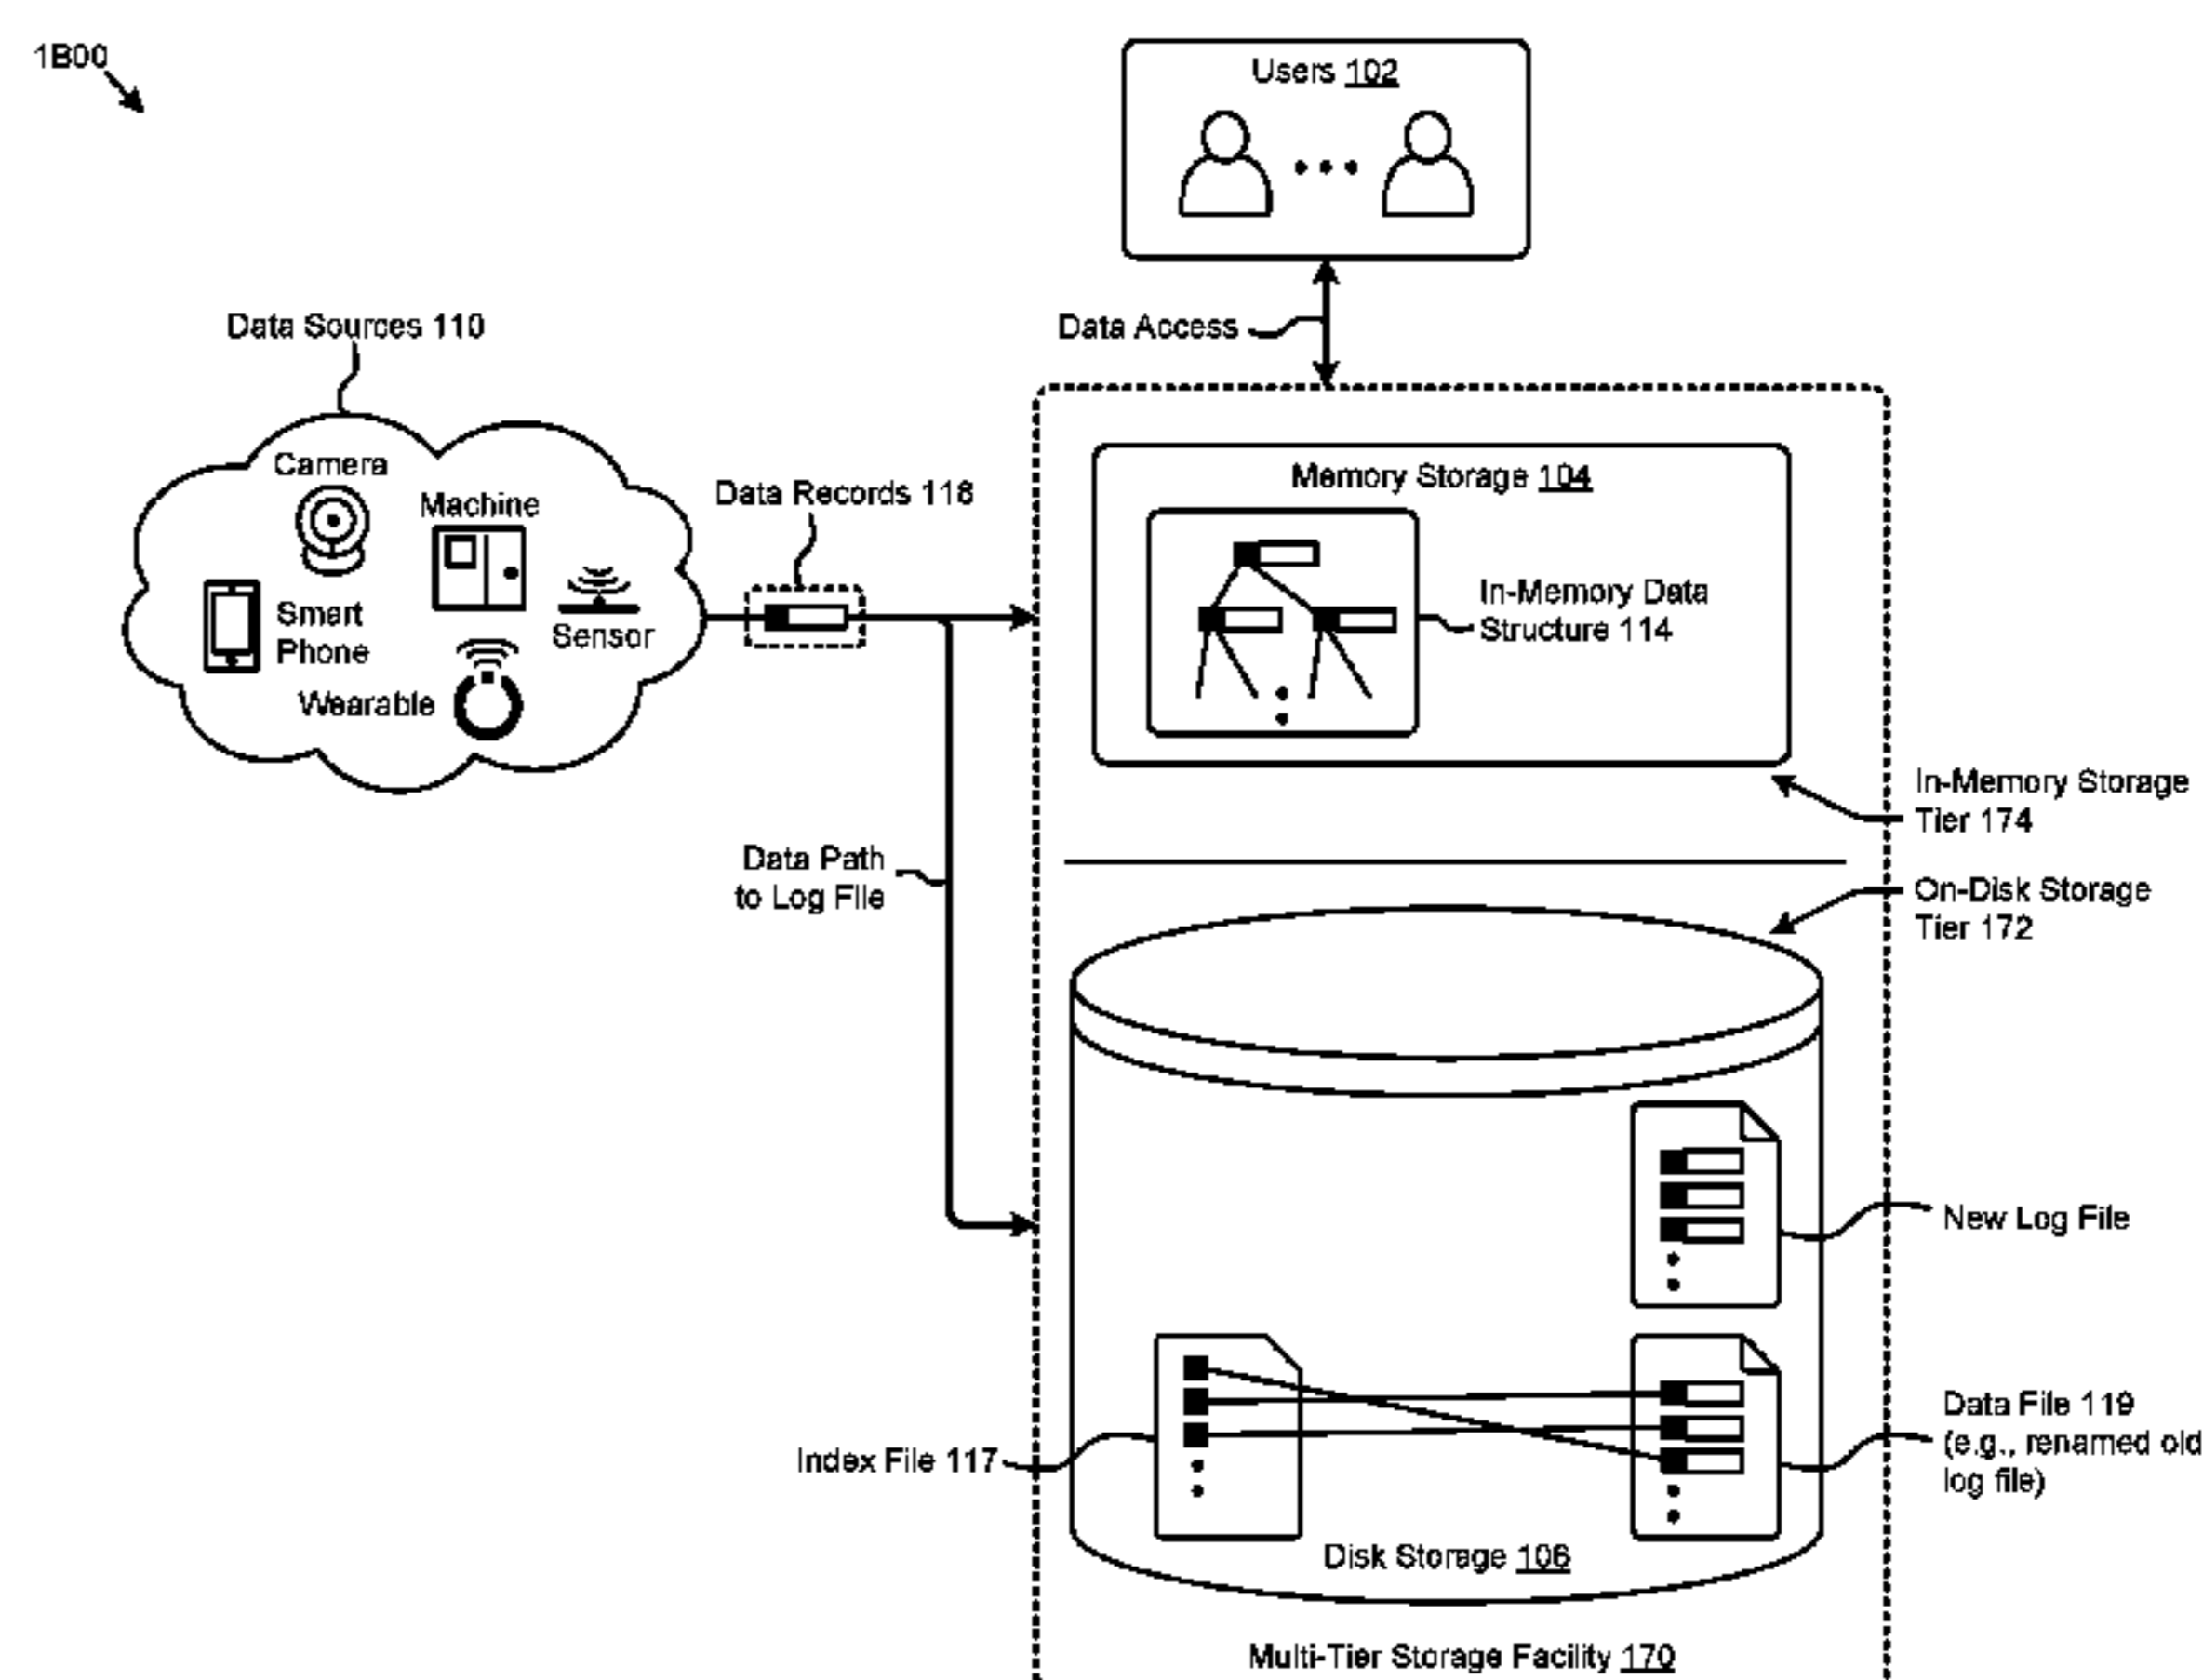 1B00
Users 102
Data Access
Data Sources 110
Camera
Machine
Smart
Phone
Sensor
Wearable
Data Records 118
Memory Storage 104
In-Memory Data
Structure 114
In-Memory Storage
Tier 174
Data Path
to Log File
On-Disk Storage
Tier 172
New Log File
Index File 117
Data File 119
(e.g., renamed old
log file)
Disk Storage 106
Multi-Tier Storage Facility 170